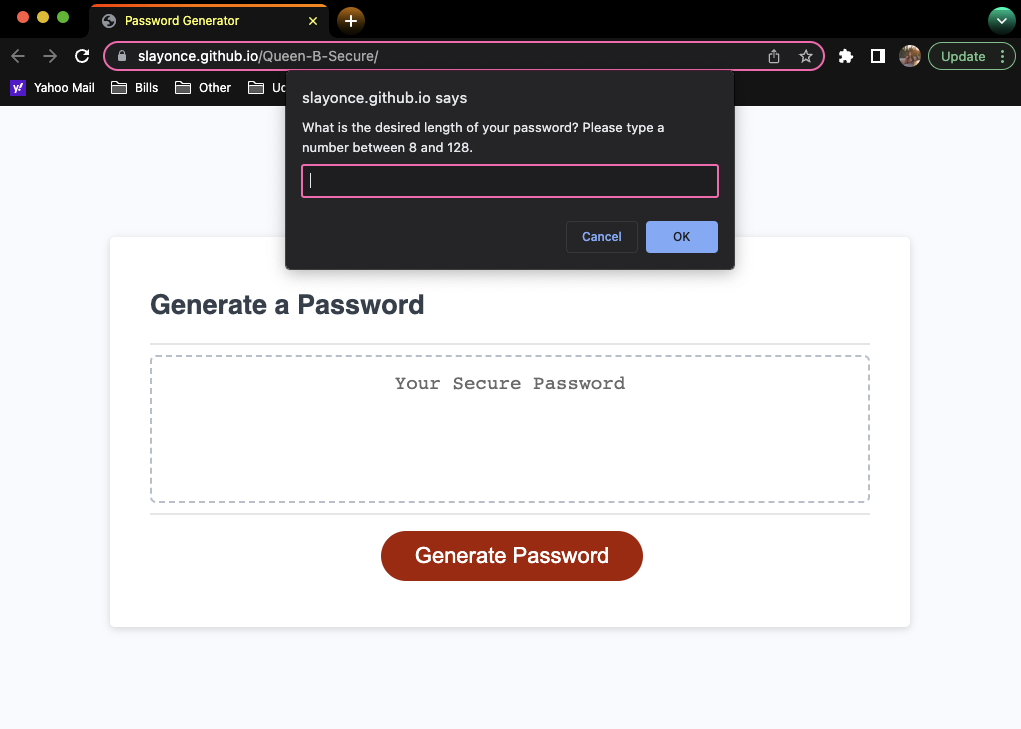 Password Generator
slayonce.github.io/Queen-B-Secure/
Update
y!
Yahoo Mail
Bills
Other
slayonce.github.io says
What is the desired length of your password? Please type a
number between 8 and 128.
Cancel
OK
Generate a Password
Your Secure Password
Generate Password